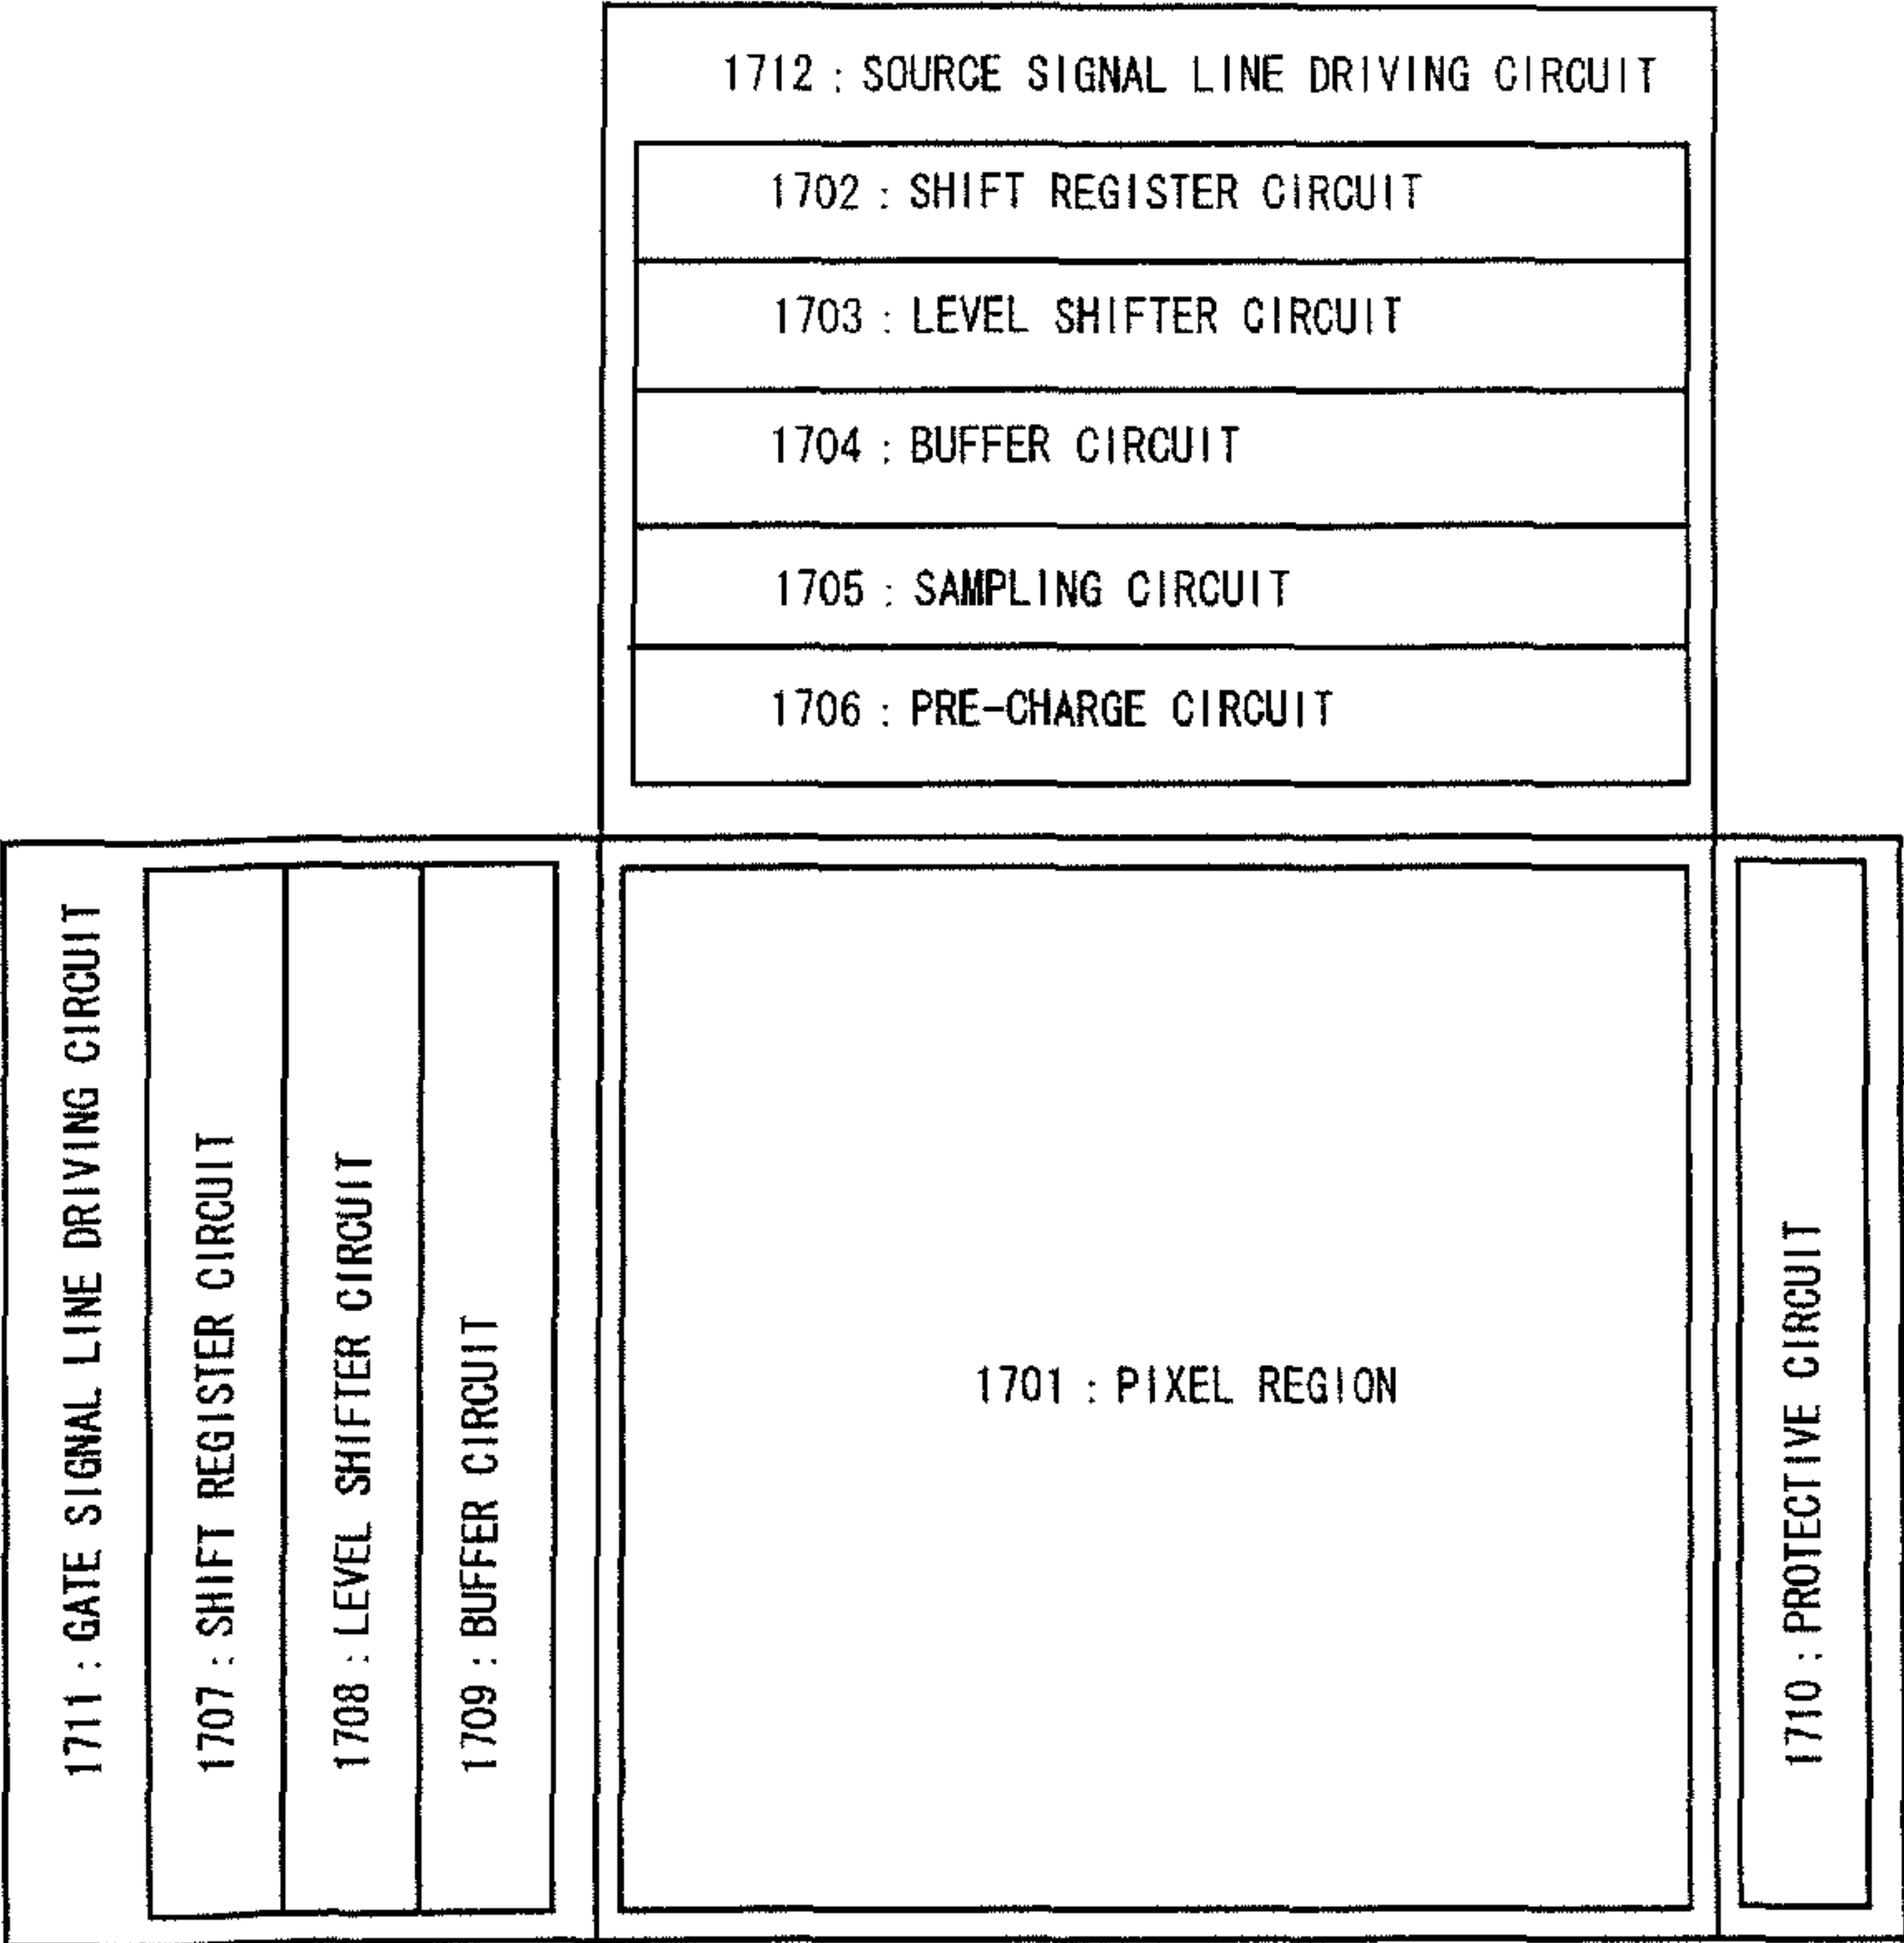 1712 : SOURCE SIGNAL LINE DRIVING CIRCUIT
1702 : SHIFT REGISTER CIRCUIT
1703 : LEVEL SHIFTER CIRCUIT
1704 : BUFFER CIRCUIT
1705 : SAMPLING CIRCUIT
1706 : PRE-CHARGE CIRCUIT
1711 : GATE SIGNAL LINE DRIVING CIRCUIT
1707 : SHIFT REGISTER CIRCUIT
1708 : LEVEL SHIFTER CIRCUIT
1709 : BUFFER CIRCUIT
1701 : PIXEL REGION
1710 : PROTECTIVE CIRCUIT